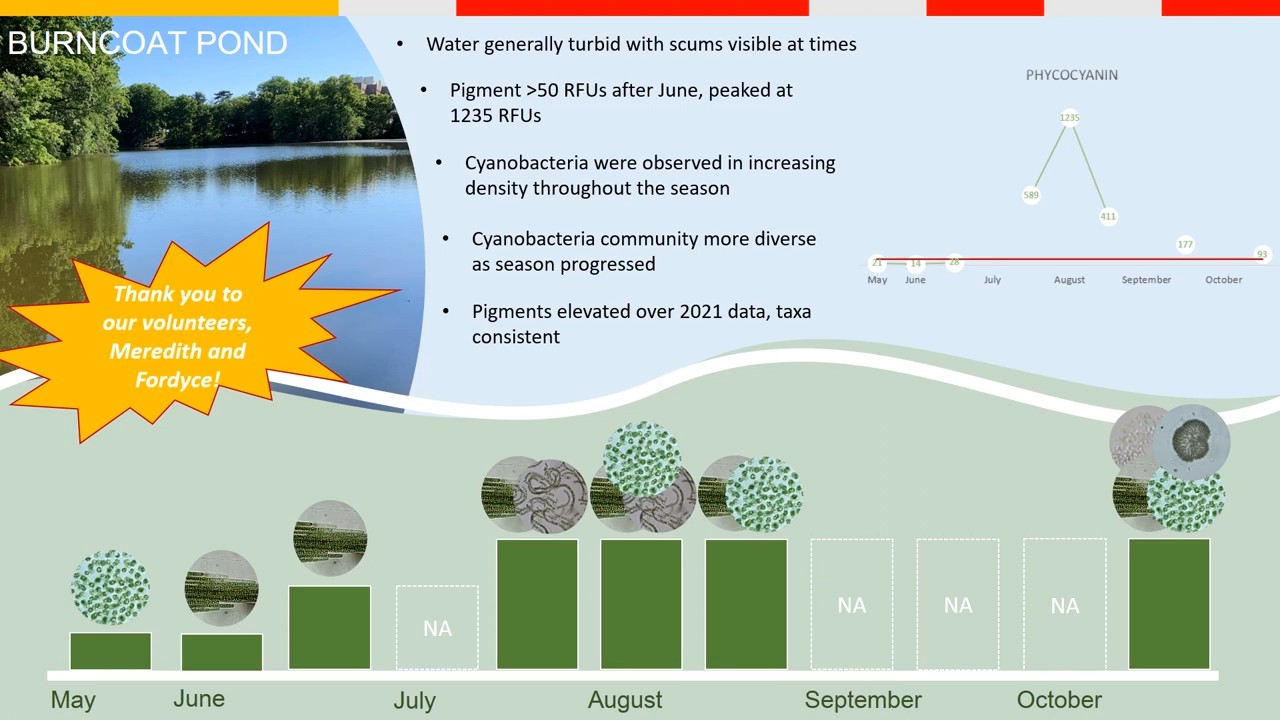 BURNCOAT POND
• Water generally turbid with scums visible at times
• Pigment >50 RFUs after June, peaked at
1235 RFUs
• Cyanobacteria were observed in increasing
density throughout the season
• Cyanobacteria community more diverse
as season progressed
• Pigments elevated over 2021 data, taxa
consistent
Thank you to
our volunteers,
Meredith and
Fordyce!
PHYCOCYANIN
1235
589
411
177
93
21 14 28
May June July August September October
NA NA NA NA
May June July August September October